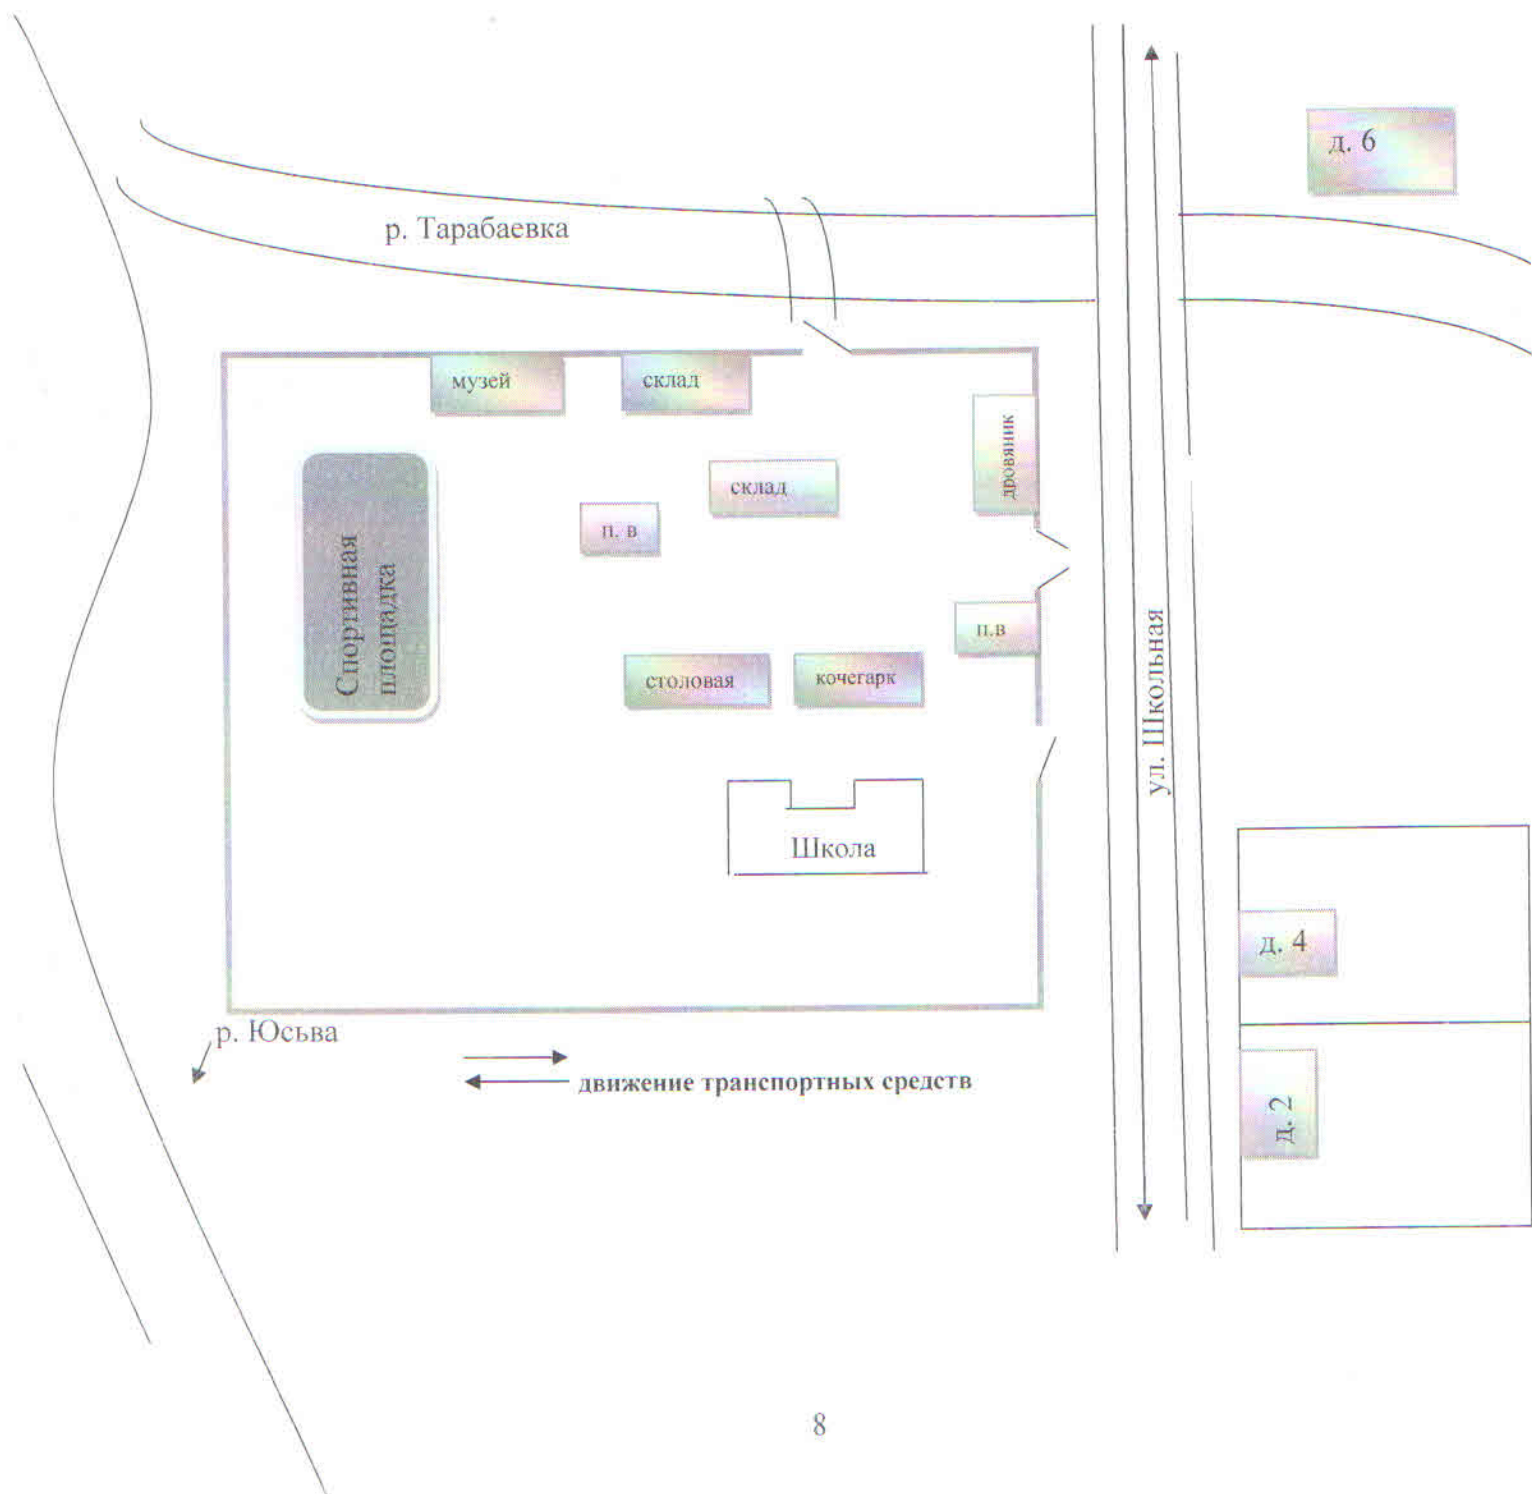 д. 6
р. Тарабаевка
музей
склад
дровяник
склад
п. в
Спортивная
площадка
п.в
столовая
кочегарк
ул. Школьная
Школа
д. 4
р. Юсьва
движение транспортных средств
д. 2
8